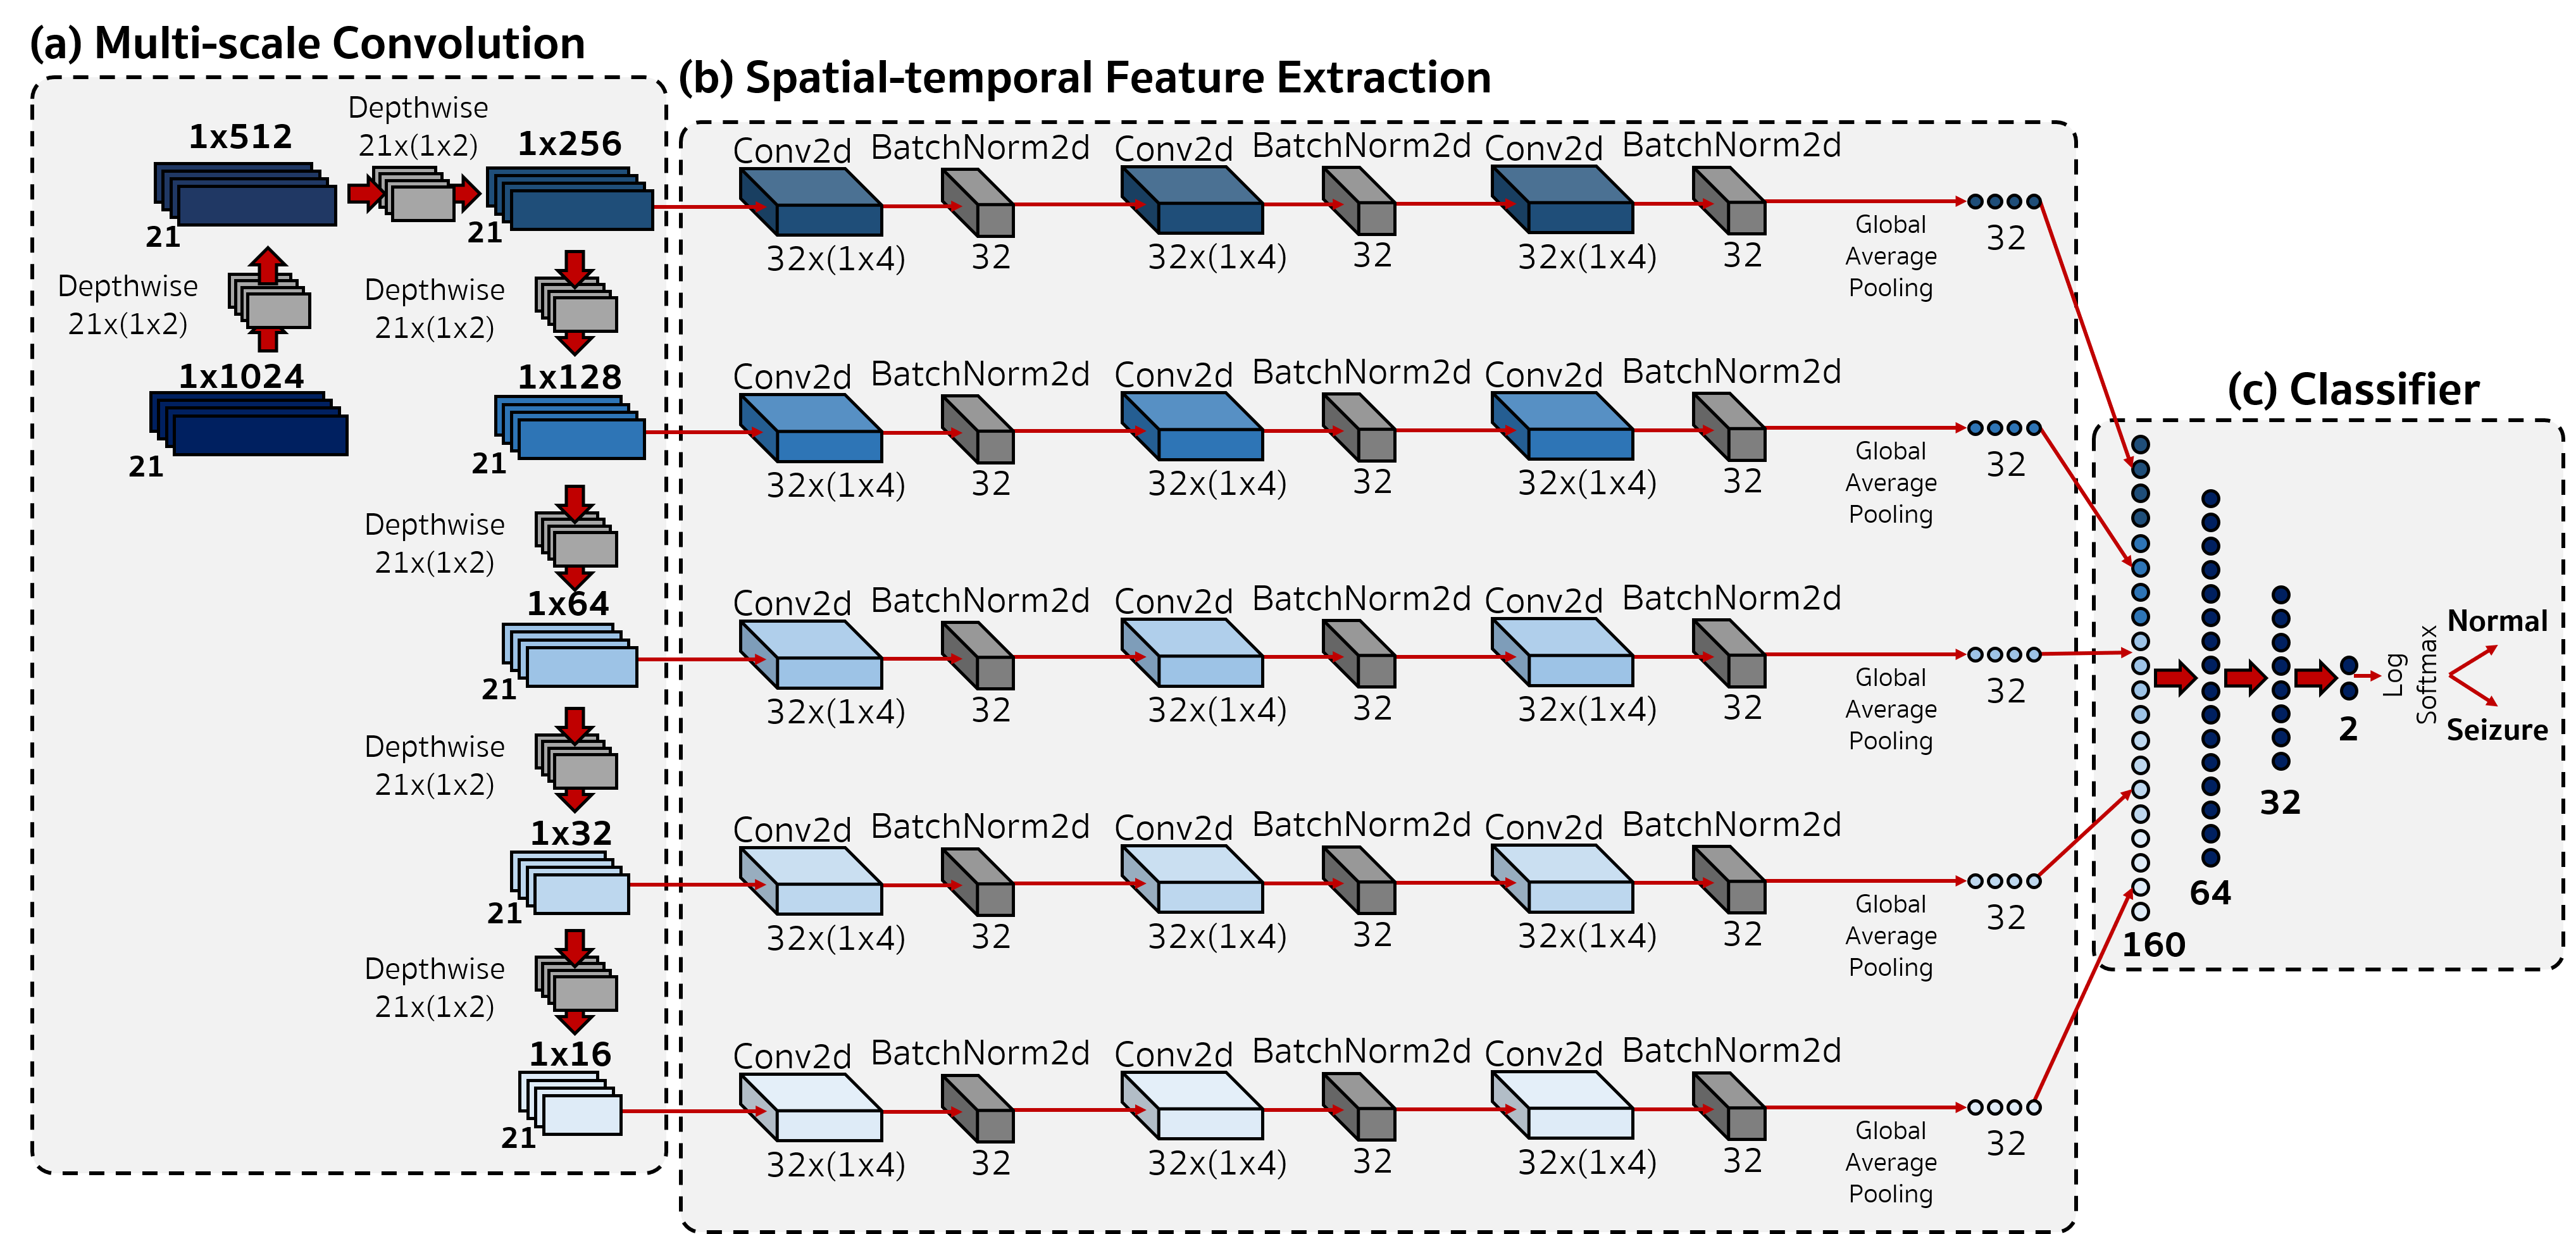 (a) Multi-scale Convolution
1x512
21
Depthwise
21x(1x2)
1x256
21
Depthwise
21x(1x2)
1x1024
21
Depthwise
21x(1x2)
1x128
21
Depthwise
21x(1x2)
1x64
21
Depthwise
21x(1x2)
1x32
21
Depthwise
21x(1x2)
1x16
21
(b) Spatial-temporal Feature Extraction
Conv2d BatchNorm2d Conv2d BatchNorm2d Conv2d BatchNorm2d
32x(1x4) 32 32x(1x4) 32 32x(1x4) 32
Global
Average
Pooling
32
Conv2d BatchNorm2d Conv2d BatchNorm2d Conv2d BatchNorm2d
32x(1x4) 32 32x(1x4) 32 32x(1x4) 32
Global
Average
Pooling
32
Conv2d BatchNorm2d Conv2d BatchNorm2d Conv2d BatchNorm2d
32x(1x4) 32 32x(1x4) 32 32x(1x4) 32
Global
Average
Pooling
32
Conv2d BatchNorm2d Conv2d BatchNorm2d Conv2d BatchNorm2d
32x(1x4) 32 32x(1x4) 32 32x(1x4) 32
Global
Average
Pooling
32
Conv2d BatchNorm2d Conv2d BatchNorm2d Conv2d BatchNorm2d
32x(1x4) 32 32x(1x4) 32 32x(1x4) 32
Global
Average
Pooling
32
(c) Classifier
160
64
32
2
Log
Softmax
Normal
Seizure